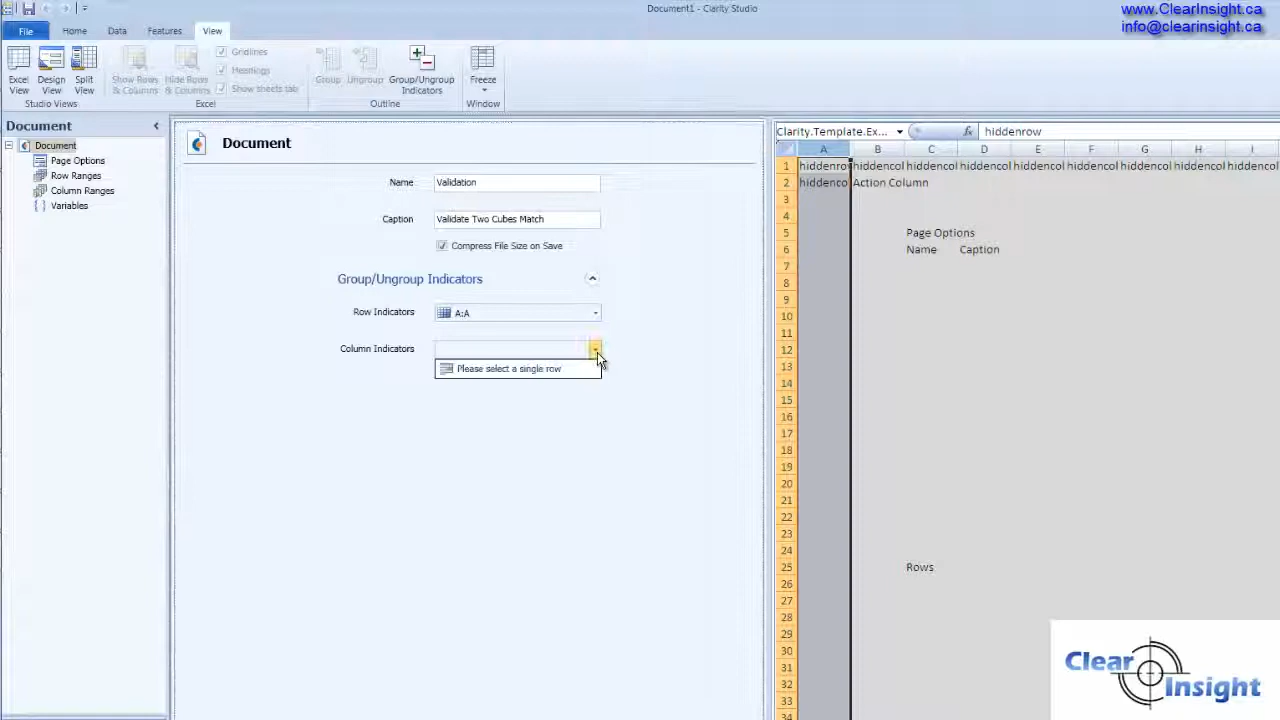 Document1 - Clarity Studio
www.ClearInsight.ca
info@clearinsight.ca
File Home Data Features View
Excel View
Design View
Split View
Studio Views
Show Rows & Columns
Hide Rows & Columns
Gridlines
Headings
Show sheets tab
Excel
Group
Ungroup
Group/Ungroup Indicators
Outline
Freeze
Window
Document
Document
Page Options
Row Ranges
Column Ranges
Variables
Document
Name Validation
Caption Validate Two Cubes Match
Compress File Size on Save
Group/Ungroup Indicators
Row Indicators A:A
Column Indicators
Please select a single row
Clarity.Template.Ex... fx hiddenrow
A B C D E F G H I
1 hiddenrow hiddencol hiddencol hiddencol hiddencol hiddencol hiddencol hiddencol hiddencol
2 hiddenco Action Column
3
4
5 Page Options
6 Name Caption
7
8
9
10
11
12
13
14
15
16
17
18
19
20
21
22
23
24
25 Rows
26
27
28
29
30
31
32
33
34
Clear Insight